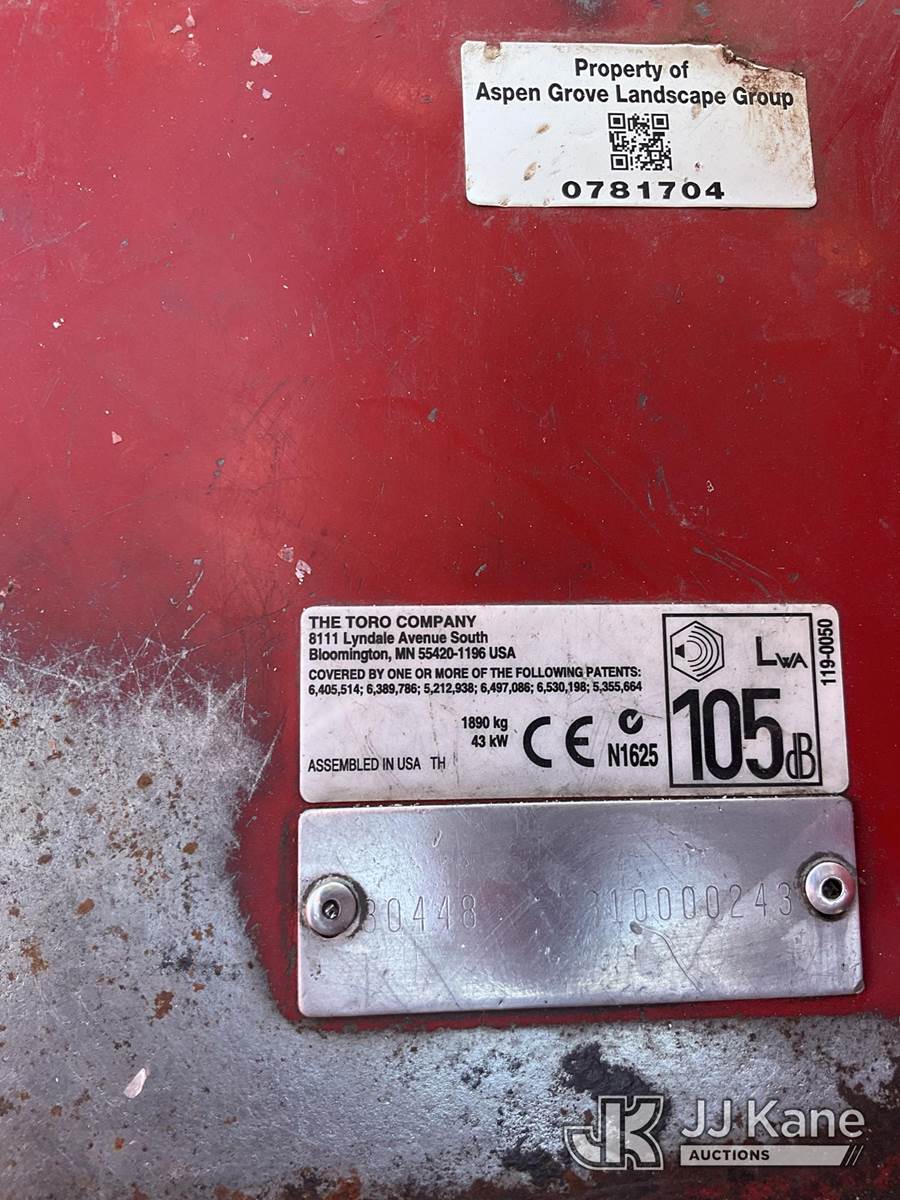 Property of
Aspen Grove Landscape Group
0781704
THE TORO COMPANY
8111 Lyndale Avenue South
Bloomington, MN 55420-1196 USA
COVERED BY ONE OR MORE OF THE FOLLOWING PATENTS:
6,405,514; 6,389,786; 5,212,938; 6,497,086; 6,530,198; 5,355,664
1890 kg
43 kW
CE
N1625
ASSEMBLED IN USA TH
LWA
105 dB
119-0050
30448 310000243
JK JJ Kane
AUCTIONS